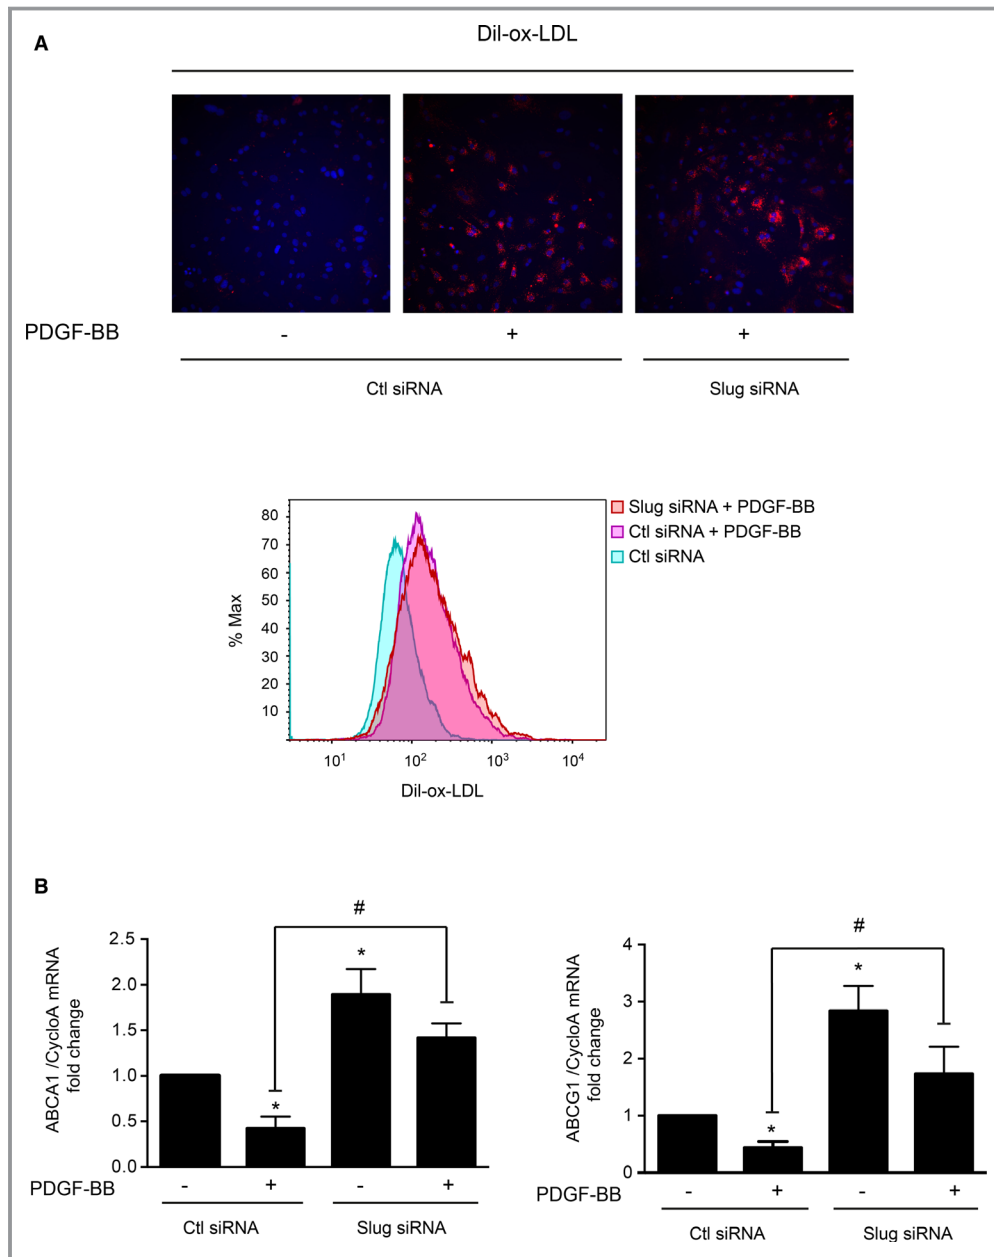 A
Dil-ox-LDL
PDGF-BB - + +
Ctl siRNA Slug siRNA
80
70
60
50
40
30
20
10
% Max
10¹ 10² 10³ 10⁴
Dil-ox-LDL
Slug siRNA + PDGF-BB
Ctl siRNA + PDGF-BB
Ctl siRNA
B
ABCA1 /CycloA mRNA
fold change
2.5
2.0
1.5
1.0
0.5
0.0
#
*
*
PDGF-BB - + - +
Ctl siRNA Slug siRNA
ABCG1 /CycloA mRNA
fold change
4
3
2
1
0
#
*
*
PDGF-BB - + - +
Ctl siRNA Slug siRNA